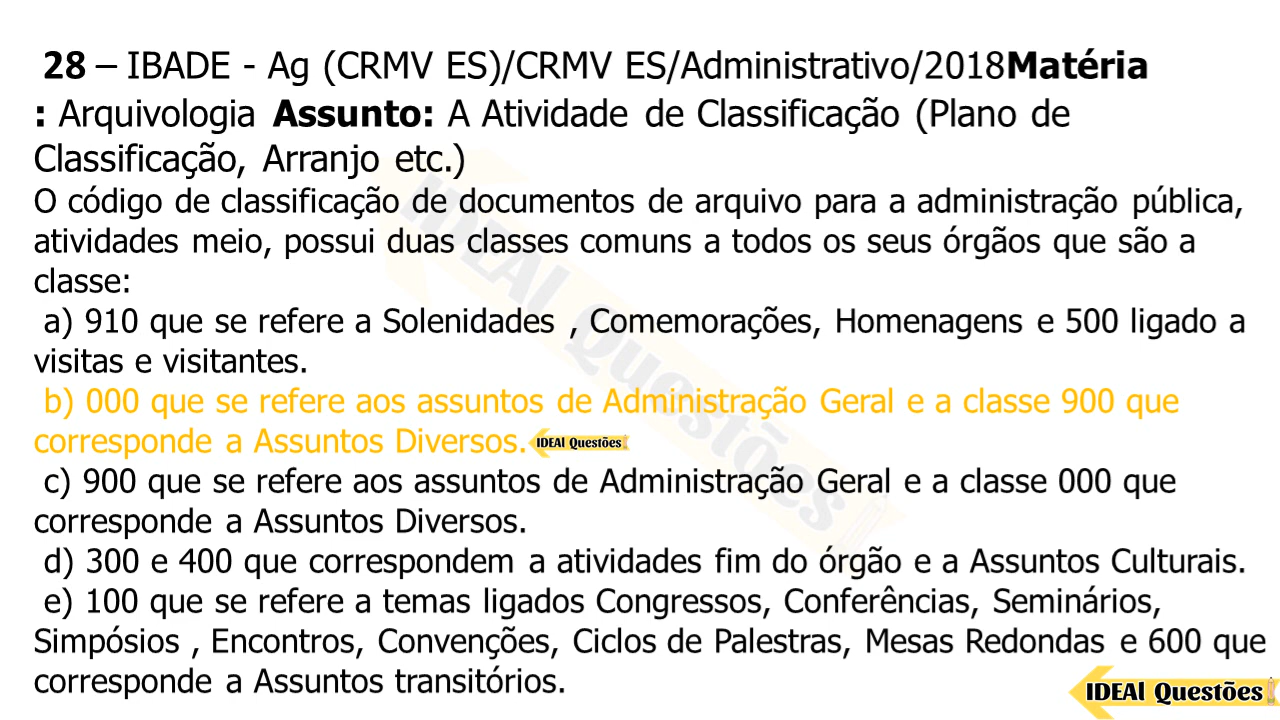 28 – IBADE - Ag (CRMV ES)/CRMV ES/Administrativo/2018Matéria
: Arquivologia Assunto: A Atividade de Classificação (Plano de
Classificação, Arranjo etc.)
O código de classificação de documentos de arquivo para a administração pública,
atividades meio, possui duas classes comuns a todos os seus órgãos que são a
classe:
a) 910 que se refere a Solenidades , Comemorações, Homenagens e 500 ligado a
visitas e visitantes.
b) 000 que se refere aos assuntos de Administração Geral e a classe 900 que
corresponde a Assuntos Diversos. IDEAl Questões
c) 900 que se refere aos assuntos de Administração Geral e a classe 000 que
corresponde a Assuntos Diversos.
d) 300 e 400 que correspondem a atividades fim do órgão e a Assuntos Culturais.
e) 100 que se refere a temas ligados Congressos, Conferências, Seminários,
Simpósios , Encontros, Convenções, Ciclos de Palestras, Mesas Redondas e 600 que
corresponde a Assuntos transitórios.
IDEAl Questões
IDEAl Questões